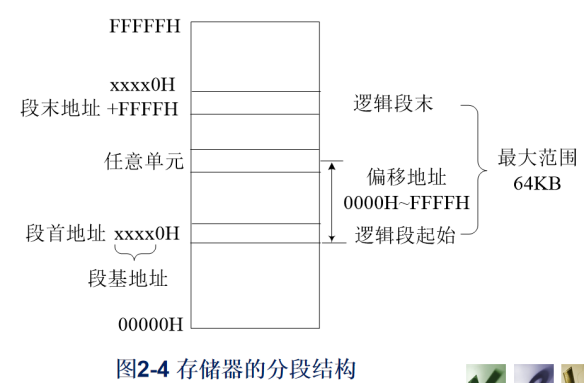 FFFFFH
xxxx0H
段末地址 +FFFFH
逻辑段末
任意单元
最大范围
64KB
偏移地址
0000H~FFFFH
段首地址 xxxx0H
逻辑段起始
段基地址
00000H
图2-4 存储器的分段结构